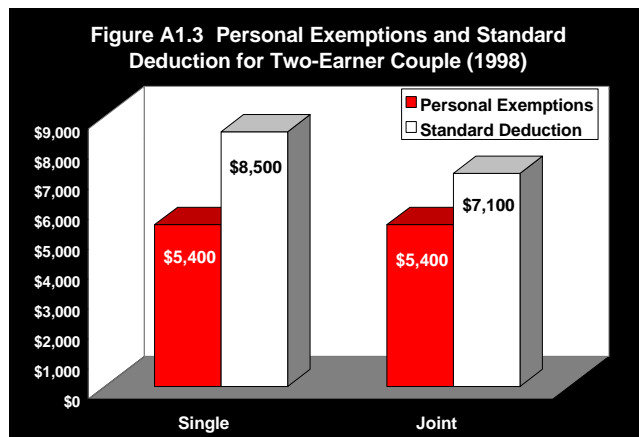 Figure A1.3 Personal Exemptions and Standard
Deduction for Two-Earner Couple (1998)
Personal Exemptions
Standard Deduction
$9,000
$8,000
$7,000
$6,000
$5,000
$4,000
$3,000
$2,000
$1,000
$0
$5,400
$8,500
$5,400
$7,100
Single
Joint